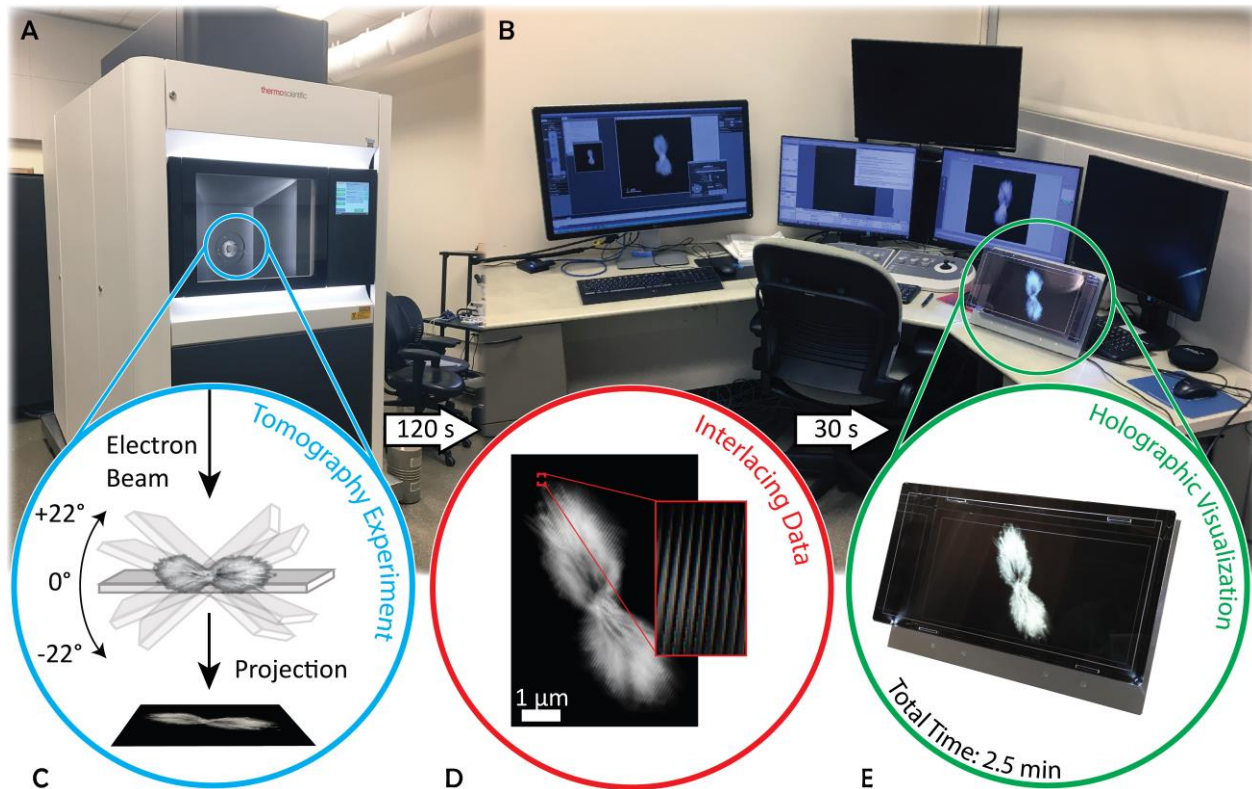 A
B
thermoscientific
120 s
30 s
Electron
Beam
+22°
0°
-22°
Projection
Tomography Experiment
Interlacing Data
1 μm
Holographic Visualization
Total Time: 2.5 min
C
D
E